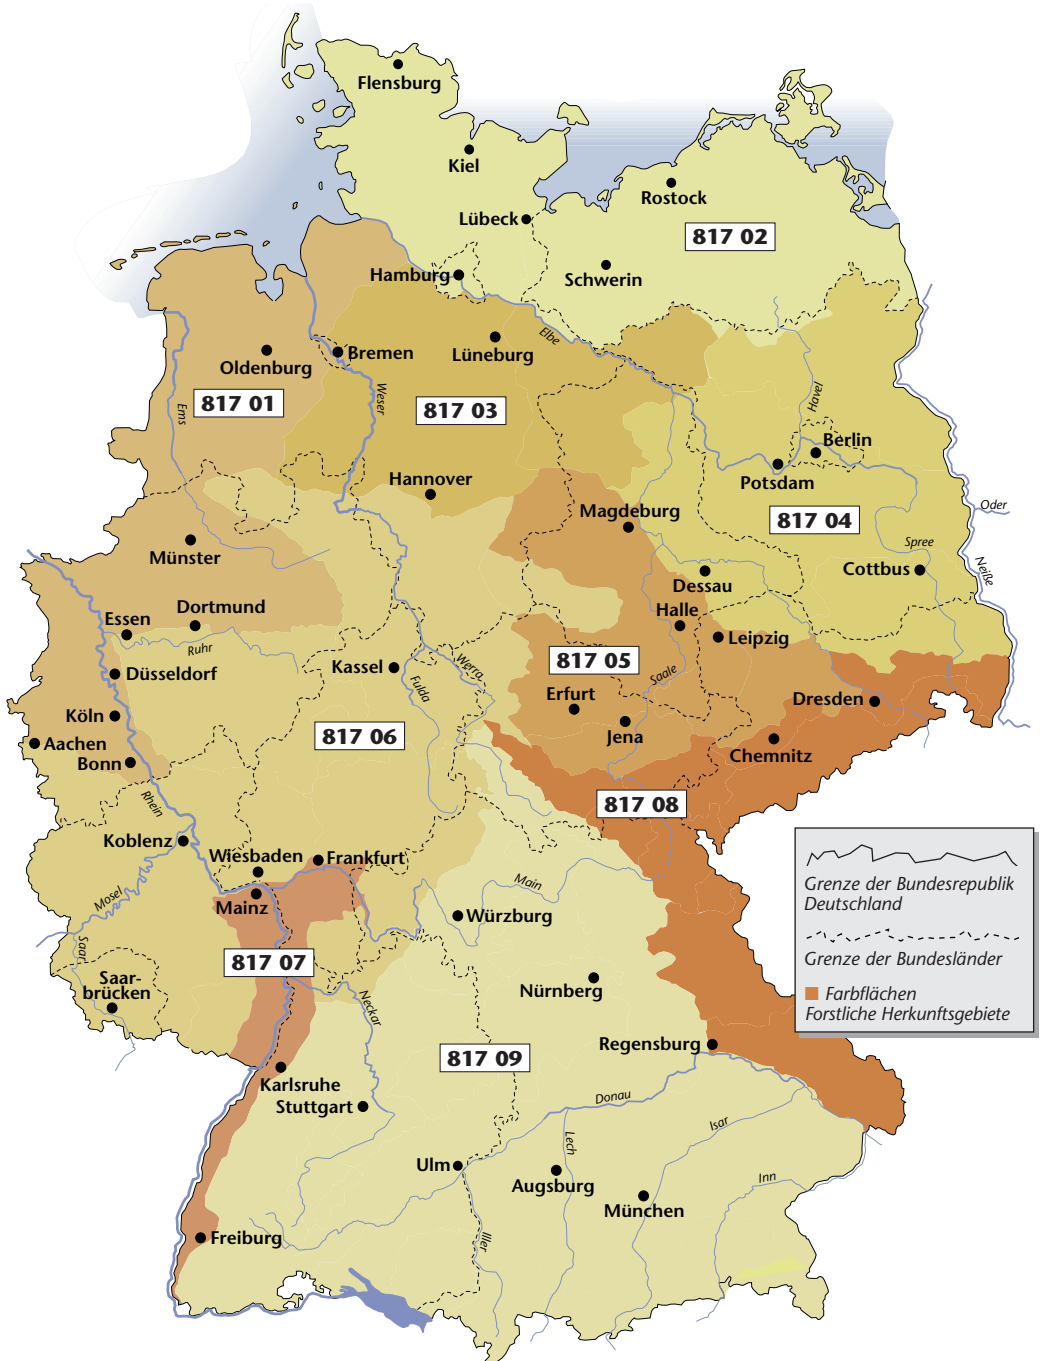 Flensburg
Kiel
Rostock
Lübeck
817 02
Hamburg
Schwerin
Elbe
Bremen
Lüneburg
Oldenburg
Weser
Havel
817 01
817 03
Ems
Berlin
Potsdam
Hannover
Magdeburg
817 04
Oder
Spree
Münster
Cottbus
Neiße
Dessau
Dortmund
Halle
Essen
Leipzig
Ruhr
817 05
Kassel
Werra
Düsseldorf
Saale
Fulda
Erfurt
Dresden
Köln
817 06
Jena
Aachen
Chemnitz
Bonn
Rhein
817 08
Koblenz
Wiesbaden
Frankfurt
Main
Mosel
Mainz
Würzburg
Saar
817 07
Saar-
brücken
Nürnberg
Neckar
Regensburg
817 09
Karlsruhe
Stuttgart
Donau
Isar
Lech
Ulm
Augsburg
Inn
München
Iller
Freiburg
Grenze der Bundesrepublik
Deutschland
Grenze der Bundesländer
Farbflächen
Forstliche Herkunftsgebiete